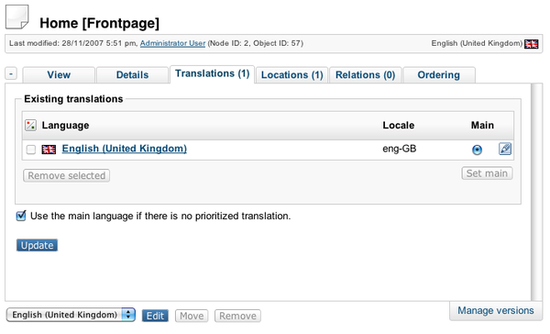 Home [Frontpage]
Last modified: 28/11/2007 5:51 pm, Administrator User (Node ID: 2, Object ID: 57) English (United Kingdom)
- View Details Translations (1) Locations (1) Relations (0) Ordering
Existing translations
Language Locale Main
English (United Kingdom) eng-GB
Remove selected Set main
Use the main language if there is no prioritized translation.
Update
English (United Kingdom) Edit Move Remove Manage versions